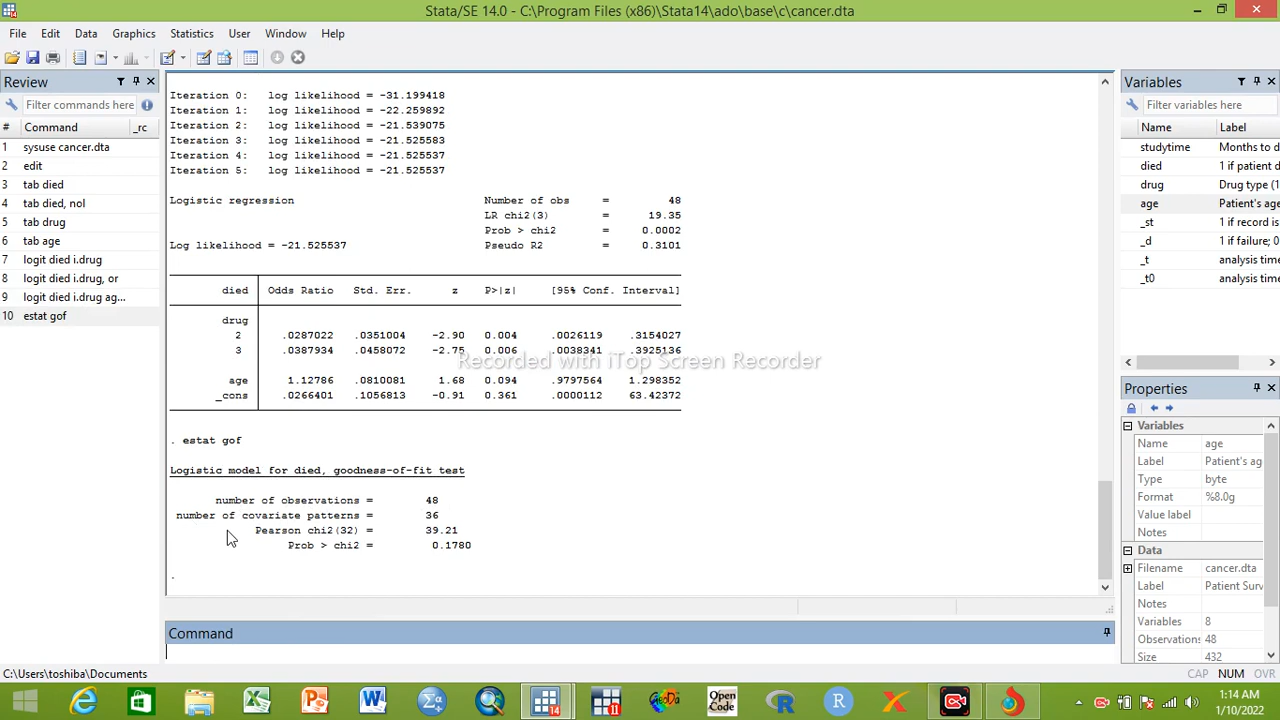 Stata/SE 14.0 - C:\Program Files (x86)\Stata14\ado\base\c\cancer.dta
File Edit Data Graphics Statistics User Window Help
Review
Filter commands here
# Command _rc
1 sysuse cancer.dta
2 edit
3 tab died
4 tab died, nol
5 tab drug
6 tab age
7 logit died i.drug
8 logit died i.drug, or
9 logit died i.drug ag...
10 estat gof
Iteration 0: log likelihood = -31.199418
Iteration 1: log likelihood = -22.259892
Iteration 2: log likelihood = -21.539075
Iteration 3: log likelihood = -21.525583
Iteration 4: log likelihood = -21.525537
Iteration 5: log likelihood = -21.525537
Logistic regression Number of obs = 48
LR chi2(3) = 19.35
Prob > chi2 = 0.0002
Log likelihood = -21.525537 Pseudo R2 = 0.3101
died Odds Ratio Std. Err. z P>|z| [95% Conf. Interval]
drug
2 .0287022 .0351004 -2.90 0.004 .0026119 .3154027
3 .0387934 .0458072 -2.75 0.006 .0038341 .3925136
Recorded with iTop Screen Recorder
age 1.12786 .0810081 1.68 0.094 .9797564 1.298352
_cons .0266401 .1056813 -0.91 0.361 .0000112 63.42372
. estat gof
Logistic model for died, goodness-of-fit test
number of observations = 48
number of covariate patterns = 36
Pearson chi2(32) = 39.21
Prob > chi2 = 0.1780
.
Command
Variables
Filter variables here
Name Label
studytime Months to d
died 1 if patient d
drug Drug type (1
age Patient's age
_st 1 if record is
_d 1 if failure; 0
_t analysis time
_t0 analysis time
Properties
Variables
Name age
Label Patient's ag
Type byte
Format %8.0g
Value label
Notes
Data
Filename cancer.dta
Label Patient Surv
Notes
Variables 8
Observations 48
Size 432
C:\Users\toshiba\Documents
CAP NUM OVR
Open Code
1:14 AM
1/10/2022